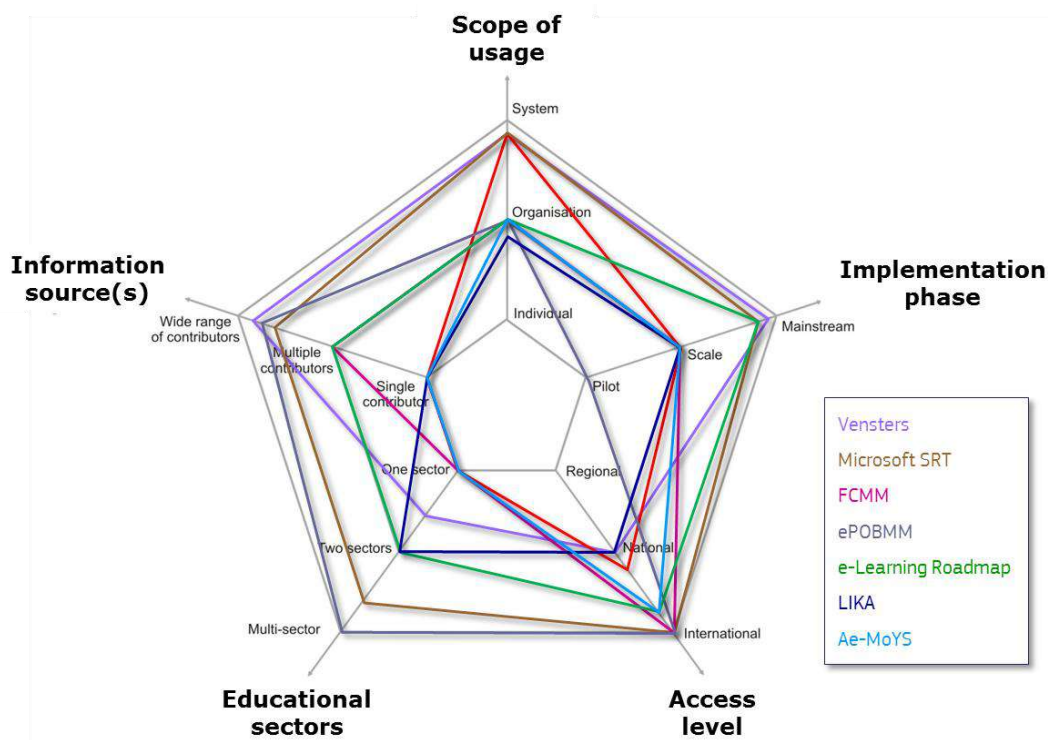 Scope of
usage
System
Organisation
Individual
Information
source(s)
Wide range
of contributors
Multiple
contributors
Single
contributor
Implementation
phase
Mainstream
Scale
Pilot
One sector
Two sectors
Multi-sector
Regional
National
International
Educational
sectors
Access
level
Vensters
Microsoft SRT
FCMM
ePOBMM
e-Learning Roadmap
LIKA
Ae-MoYS